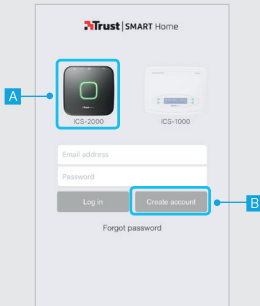 Trust SMART Home
A
ICS-2000
ICS-1000
Email address
Password
Log in
Create account
B
Forgot password